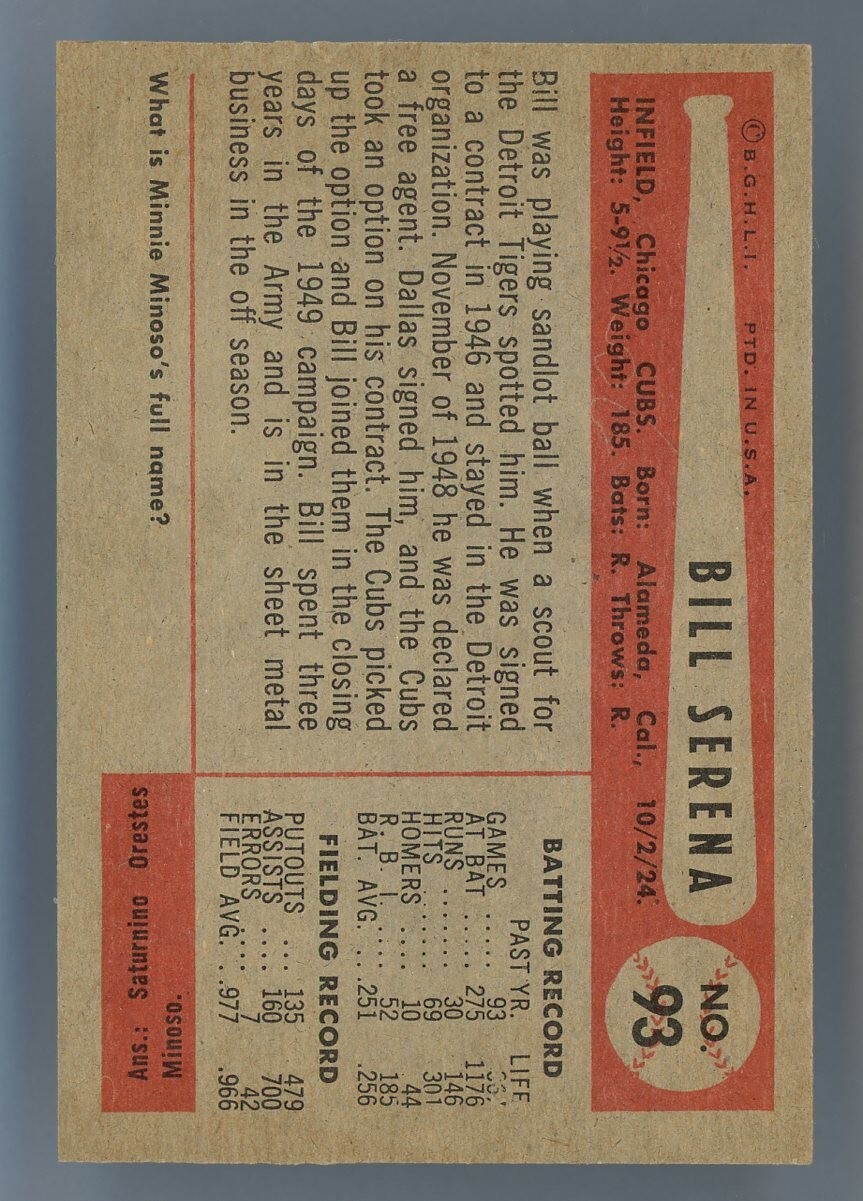 © B.G.H.L.I. PTD. IN U.S.A.
BILL SERENA
NO.
93
INFIELD, Chicago CUBS. Born: Alameda, Cal., 10/2/24.
Height: 5-9½. Weight: 185. Bats: R. Throws: R.
Bill was playing sandlot ball when a scout for
the Detroit Tigers spotted him. He was signed
to a contract in 1946 and stayed in the Detroit
organization. November of 1948 he was declared
a free agent. Dallas signed him, and the Cubs
took an option on his contract. The Cubs picked
up the option and Bill joined them in the closing
days of the 1949 campaign. Bill spent three
years in the Army and is in the sheet metal
business in the off season.
BATTING RECORD
PAST YR. LIFE
GAMES ..... 93
AT BAT ..... 275 1176
RUNS ....... 30 146
HITS ....... 69 301
HOMERS .... 10 44
R. B. I. .... 52 185
BAT. AVG. ...251 .256
FIELDING RECORD
PUTOUTS ... 135 479
ASSISTS .... 160 700
ERRORS .... 7 42
FIELD AVG. ..977 .966
What is Minnie Minoso's full name?
Ans.: Saturnino Orestes
Minoso.